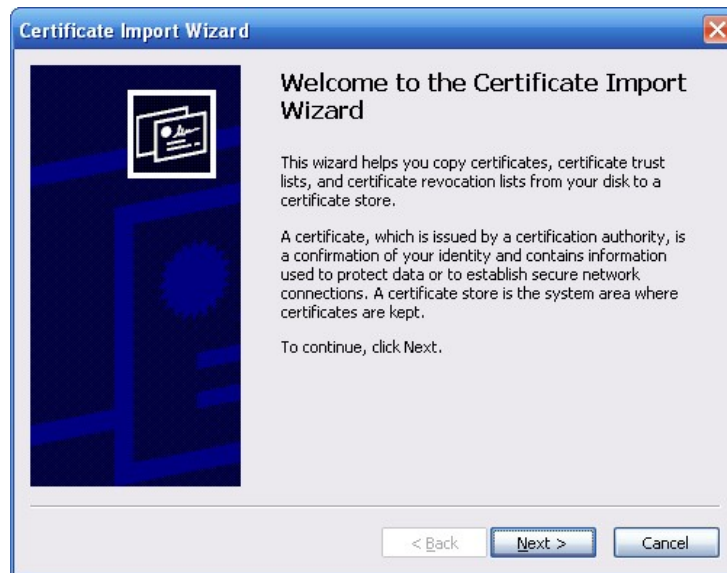 Certificate Import Wizard
Welcome to the Certificate Import
Wizard
This wizard helps you copy certificates, certificate trust
lists, and certificate revocation lists from your disk to a
certificate store.
A certificate, which is issued by a certification authority, is
a confirmation of your identity and contains information
used to protect data or to establish secure network
connections. A certificate store is the system area where
certificates are kept.
To continue, click Next.
< Back Next > Cancel